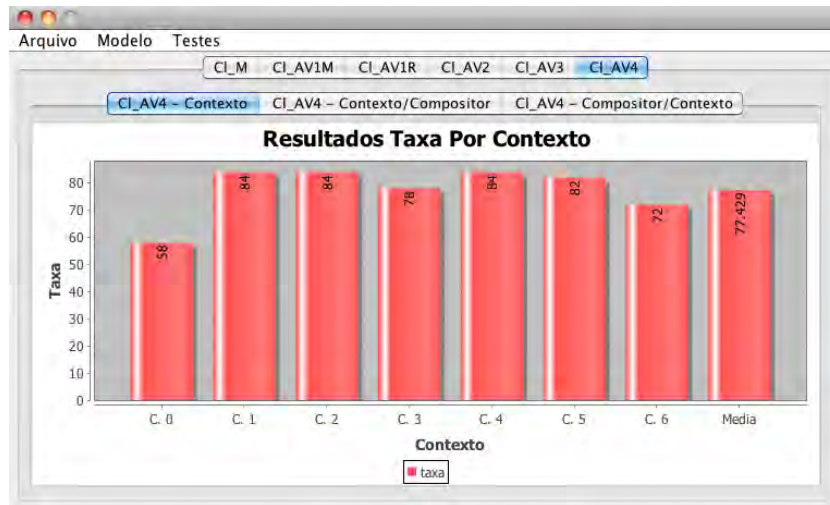 Arquivo Modelo Testes
CI_M CI_AV1M CI_AV1R CI_AV2 CI_AV3 CI_AV4
CI_AV4 – Contexto CI_AV4 – Contexto/Compositor CI_AV4 – Compositor/Contexto
Resultados Taxa Por Contexto
Taxa
80
70
60
50
40
30
20
10
0
58 84 84 78 84 82 72 77.429
C. 0 C. 1 C. 2 C. 3 C. 4 C. 5 C. 6 Media
Contexto
taxa